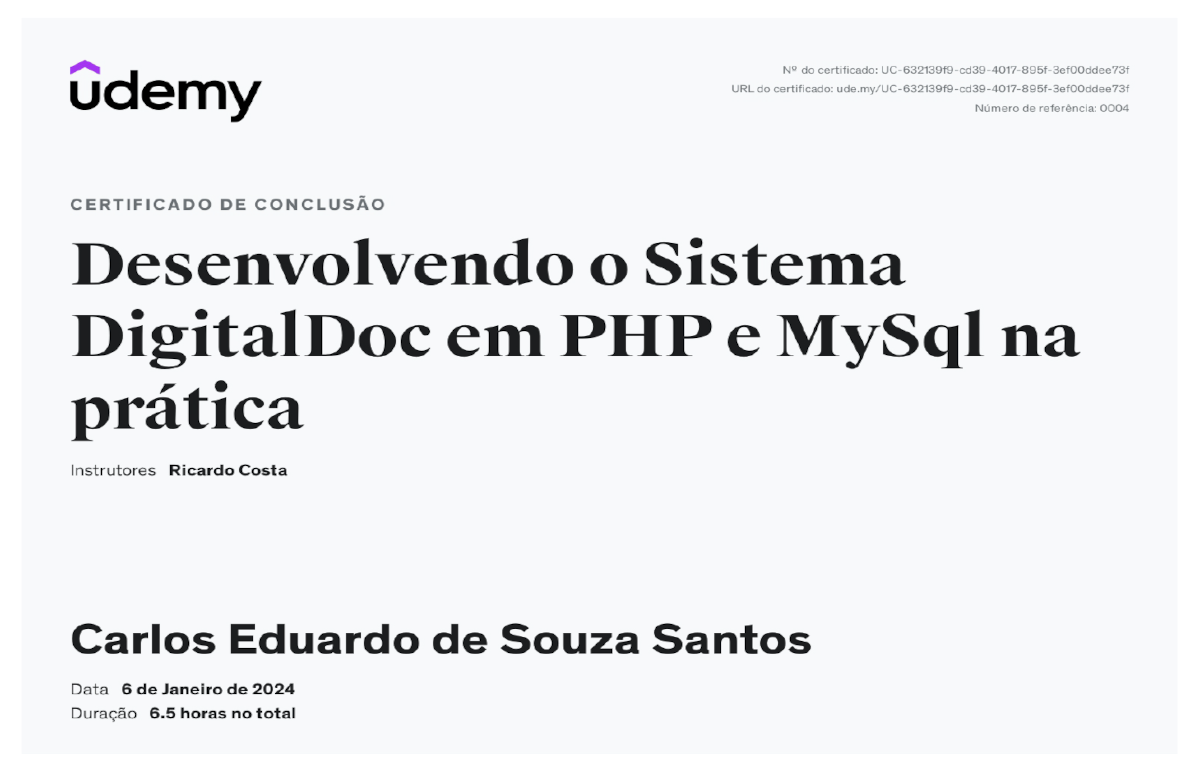 udemy
Nº do certificado: UC-632139f9-cd39-4017-895f-3ef00ddee73f
URL do certificado: ude.my/UC-632139f9-cd39-4017-895f-3ef00ddee73f
Número de referência: 0004
CERTIFICADO DE CONCLUSÃO
Desenvolvendo o Sistema
DigitalDoc em PHP e MySql na
prática
Instrutores Ricardo Costa
Carlos Eduardo de Souza Santos
Data 6 de Janeiro de 2024
Duração 6.5 horas no total